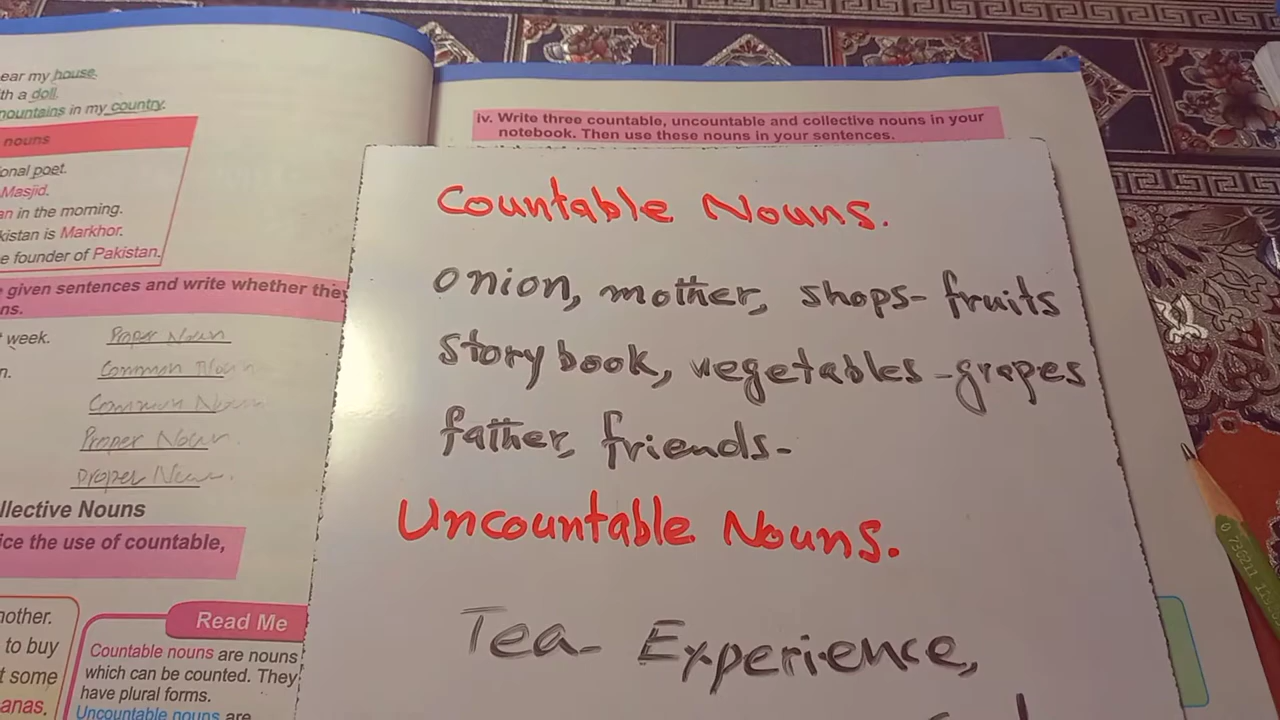 ear my house.
th a doll.
mountains in my country.
nouns
ional poet.
Masjid.
an in the morning.
kistan is Markhor.
e founder of Pakistan.
given sentences and write whether they
ns.
week. Proper Noun
n. Common Noun
Common Noun
Proper Noun.
Proper Noun.
llective Nouns
ice the use of countable,
nother.
to buy
t some
anas.
Read Me
Countable nouns are nouns
which can be counted. They
have plural forms.
Uncountable nouns are
iv. Write three countable, uncountable and collective nouns in your
notebook. Then use these nouns in your sentences.
Countable Nouns.
onion, mother, shops- fruits
story book, vegetables -grapes
father, friends-
Uncountable Nouns.
Tea- Experience,